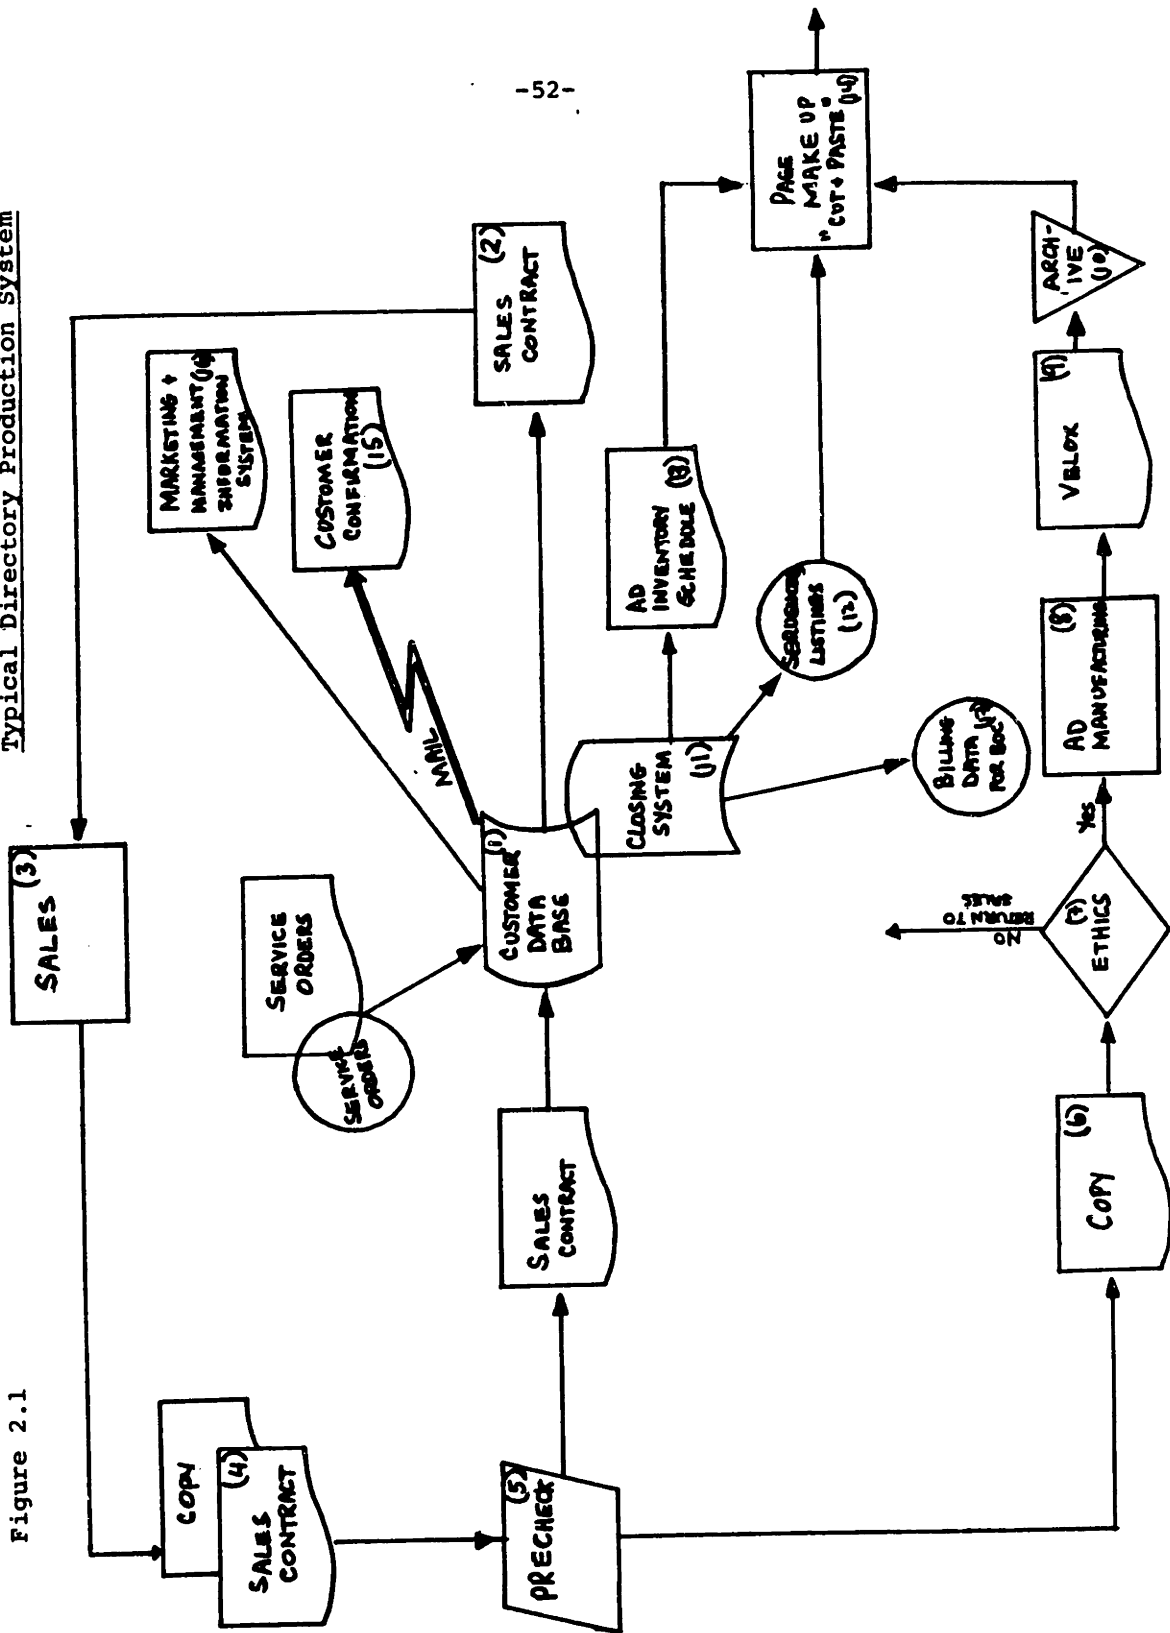 -52-
Figure 2.1
Typical Directory Production System
SALES
(3)
MARKETING +
MANAGEMENT (16)
INFORMATION
SYSTEMS
CUSTOMER
CONFIRMATION
(15)
SALES
CONTRACT
(2)
COPY
SALES
CONTRACT
(4)
SERVICE
ORDERS
SERVICE
ORDERS
MAIL
PRECHECK
(5)
SALES
CONTRACT
CUSTOMER
DATA
BASE
(1)
CLOSING
SYSTEM
(11)
AD
INVENTORY
SCHEDULE
(13)
LISTINGS
(12)
BILLING
DATA (17)
FOR BOC
PAGE
MAKE UP
"CUT + PASTE"
(14)
COPY
(6)
(7)
ETHICS
NO
RETURN TO
SALES
Yes
AD
MANUFACTURING
(8)
VELOX
(9)
ARCH-
IVE
(10)